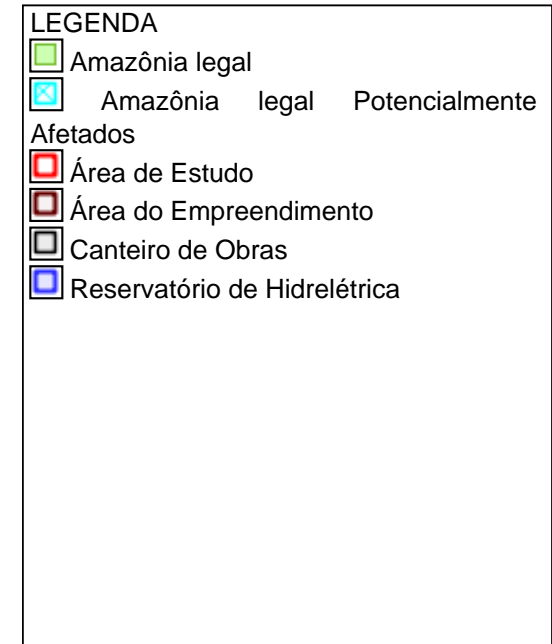 LEGENDA
Amazônia legal
Amazônia legal Potencialmente
Afetados
Área de Estudo
Área do Empreendimento
Canteiro de Obras
Reservatório de Hidrelétrica